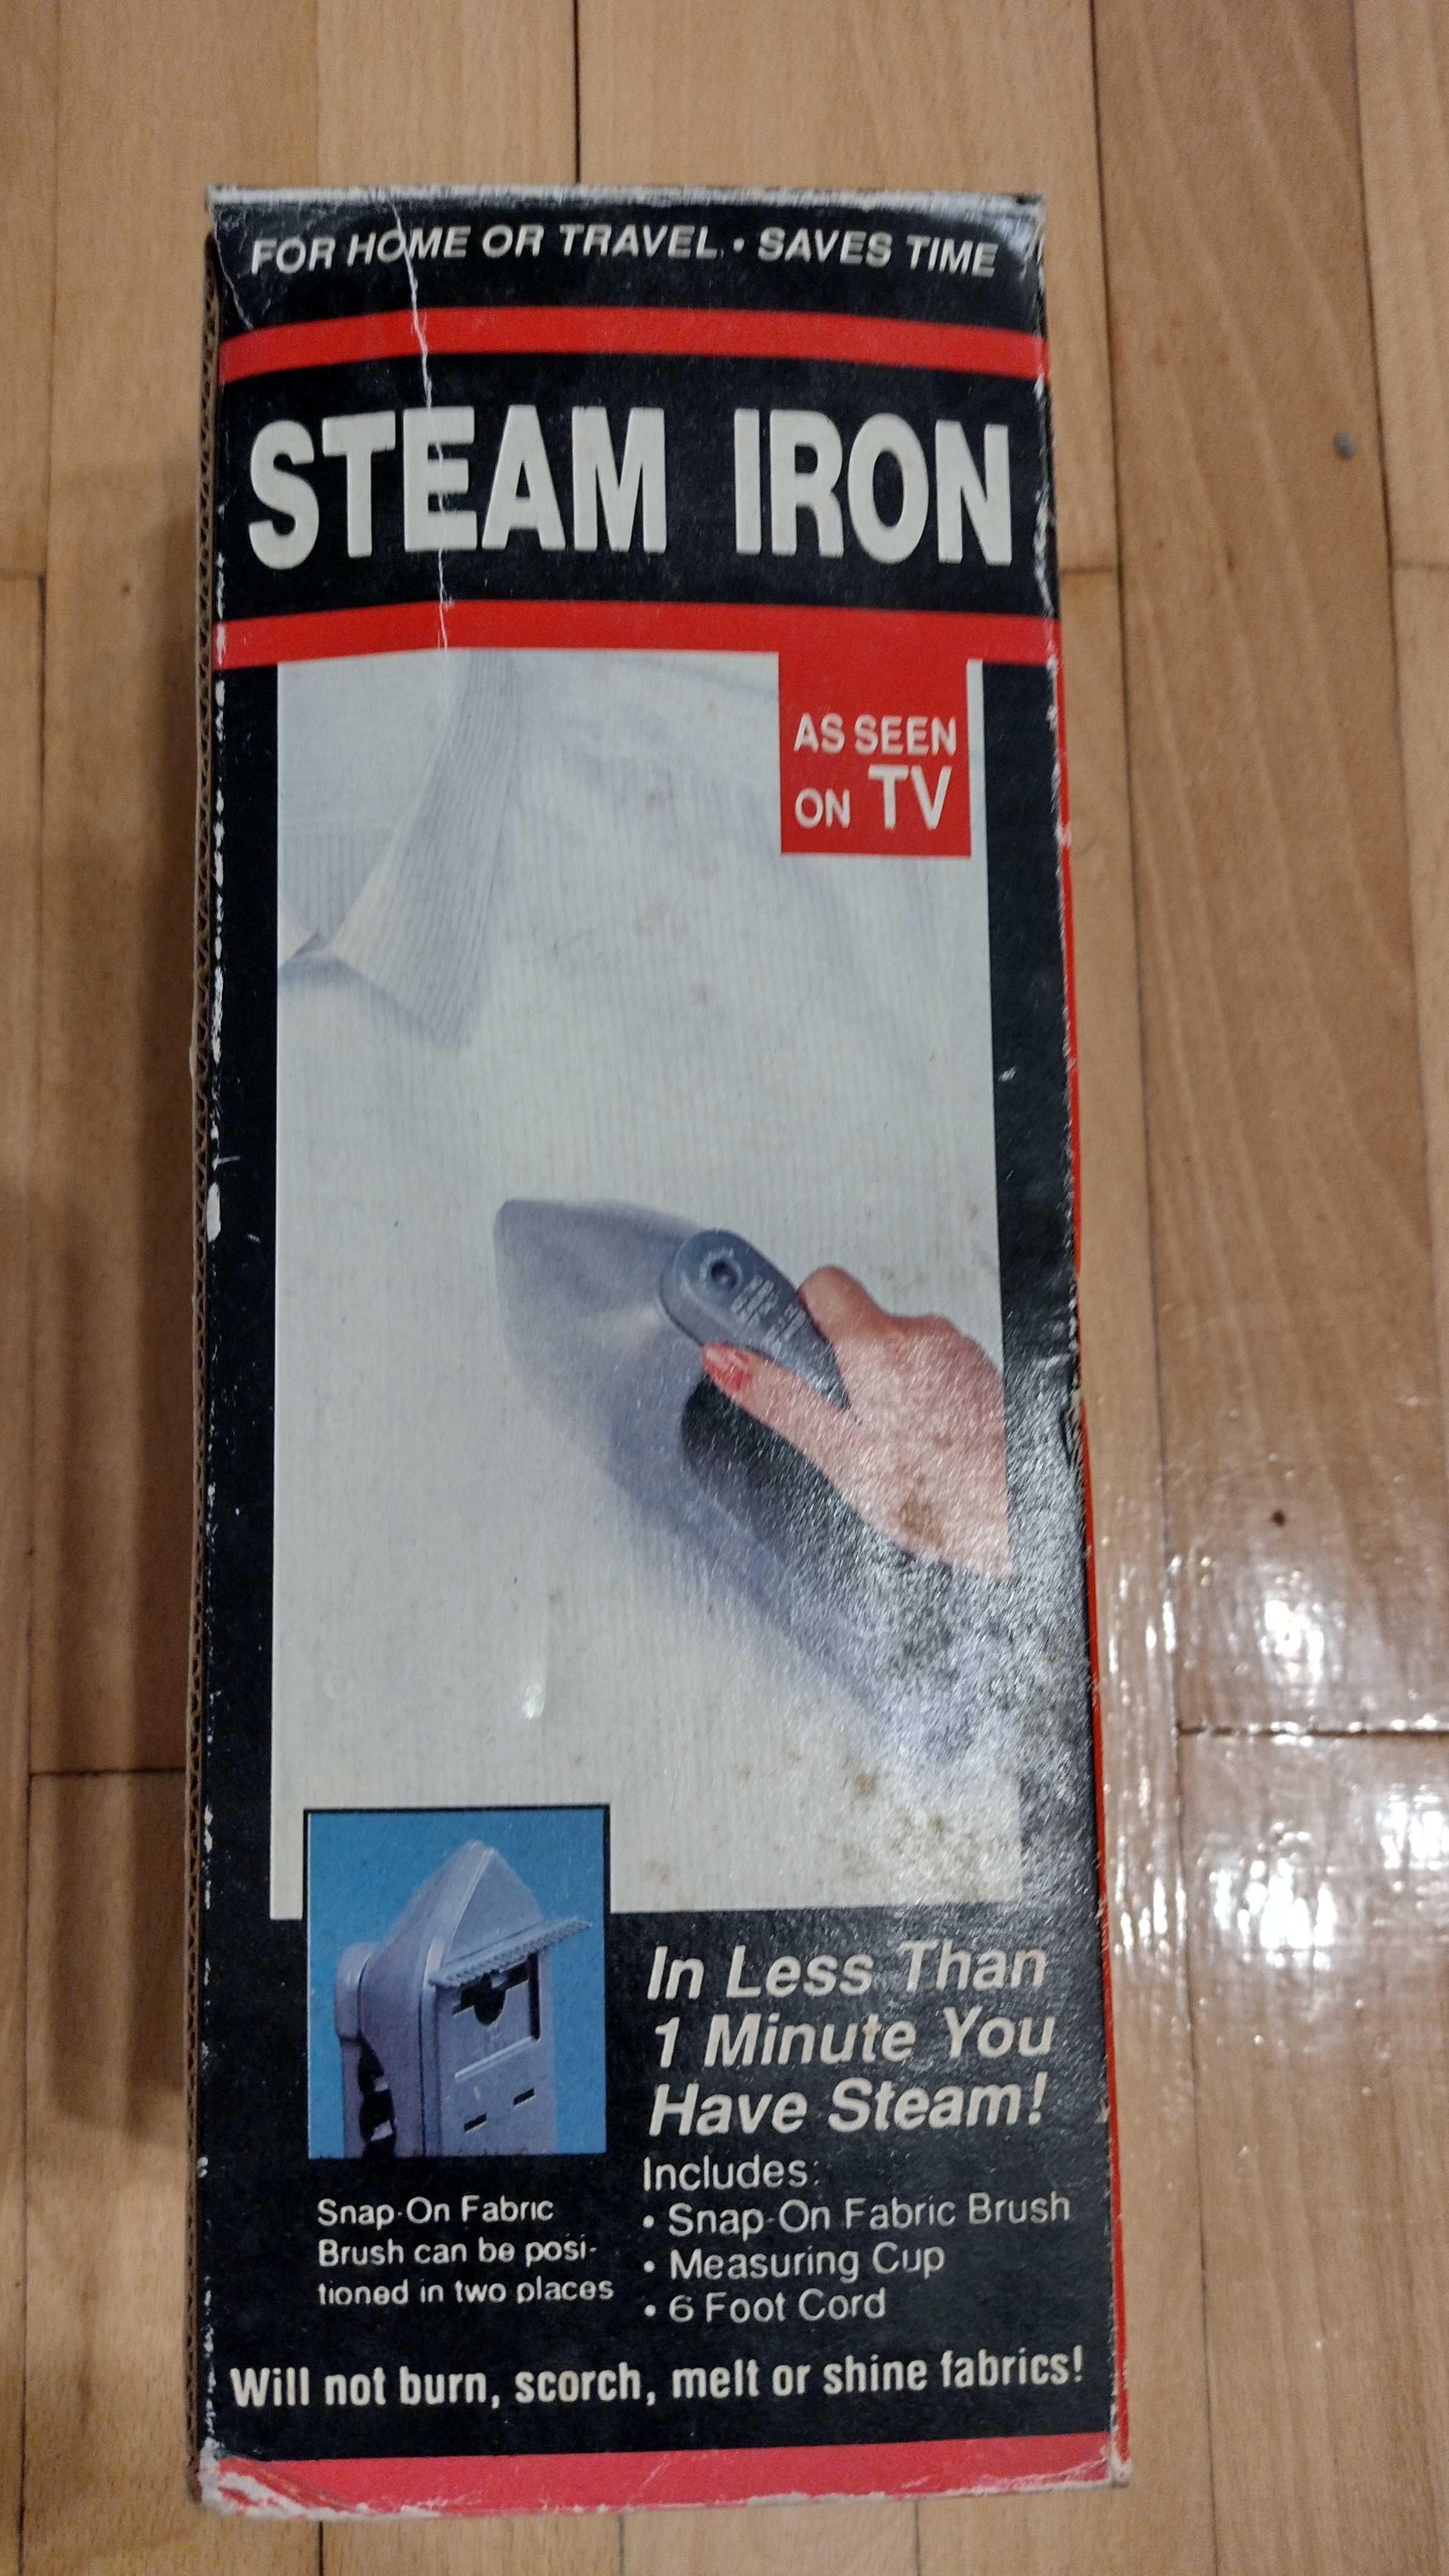 FOR HOME OR TRAVEL • SAVES TIME
STEAM IRON
AS SEEN
ON TV
In Less Than
1 Minute You
Have Steam!
Includes:
• Snap-On Fabric Brush
• Measuring Cup
• 6 Foot Cord
Snap-On Fabric
Brush can be posi-
tioned in two places
Will not burn, scorch, melt or shine fabrics!